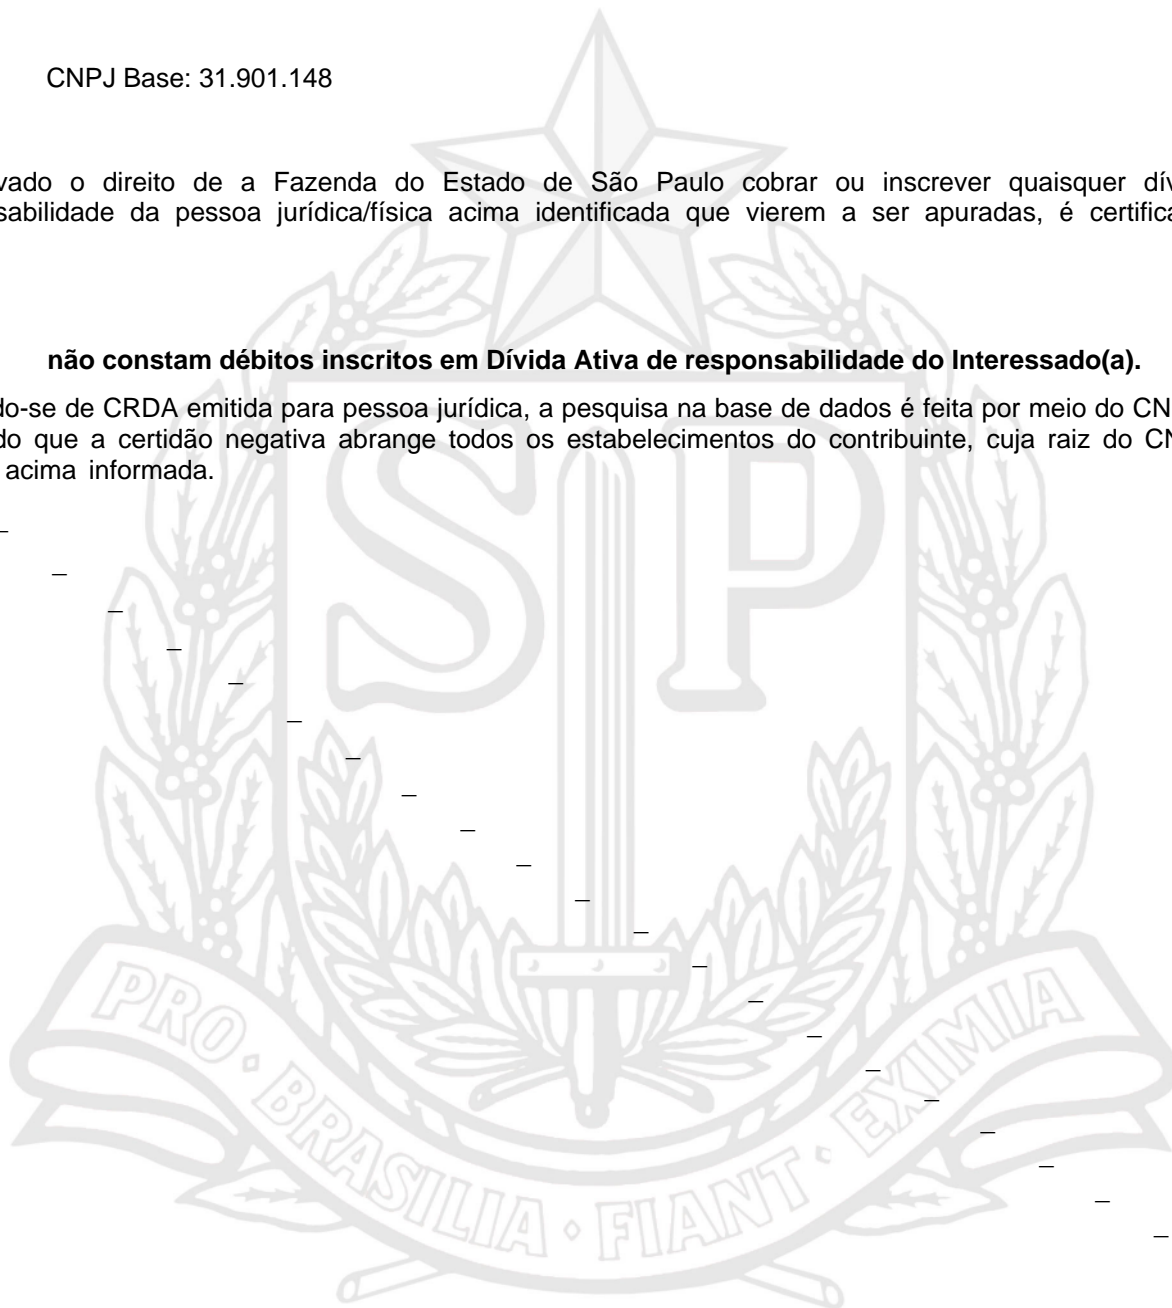 CNPJ Base: 31.901.148
vado o direito de a Fazenda do Estado de São Paulo cobrar ou inscrever quaisquer dív
sabilidade da pessoa jurídica/física acima identificada que vierem a ser apuradas, é certifica
não constam débitos inscritos em Dívida Ativa de responsabilidade do Interessado(a).
do-se de CRDA emitida para pessoa jurídica, a pesquisa na base de dados é feita por meio do CN
do que a certidão negativa abrange todos os estabelecimentos do contribuinte, cuja raiz do CN
acima informada.
SP
PRO • BRASILIA • FIANT • EXIMIA